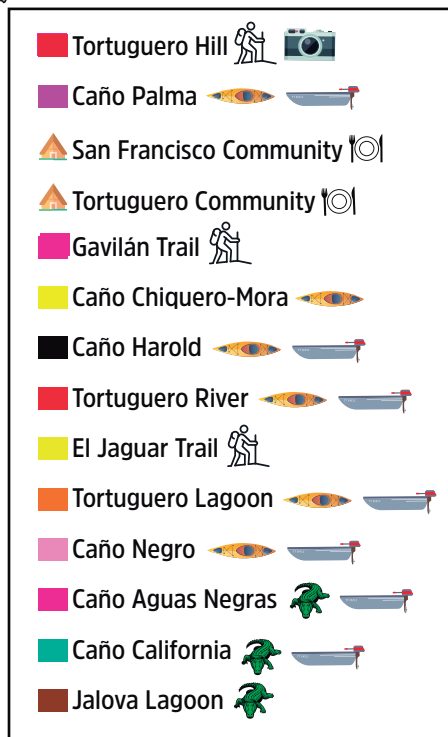 Tortuguero Hill
Caño Palma
San Francisco Community
Tortuguero Community
Gavilán Trail
Caño Chiquero-Mora
Caño Harold
Tortuguero River
El Jaguar Trail
Tortuguero Lagoon
Caño Negro
Caño Aguas Negras
Caño California
Jalova Lagoon